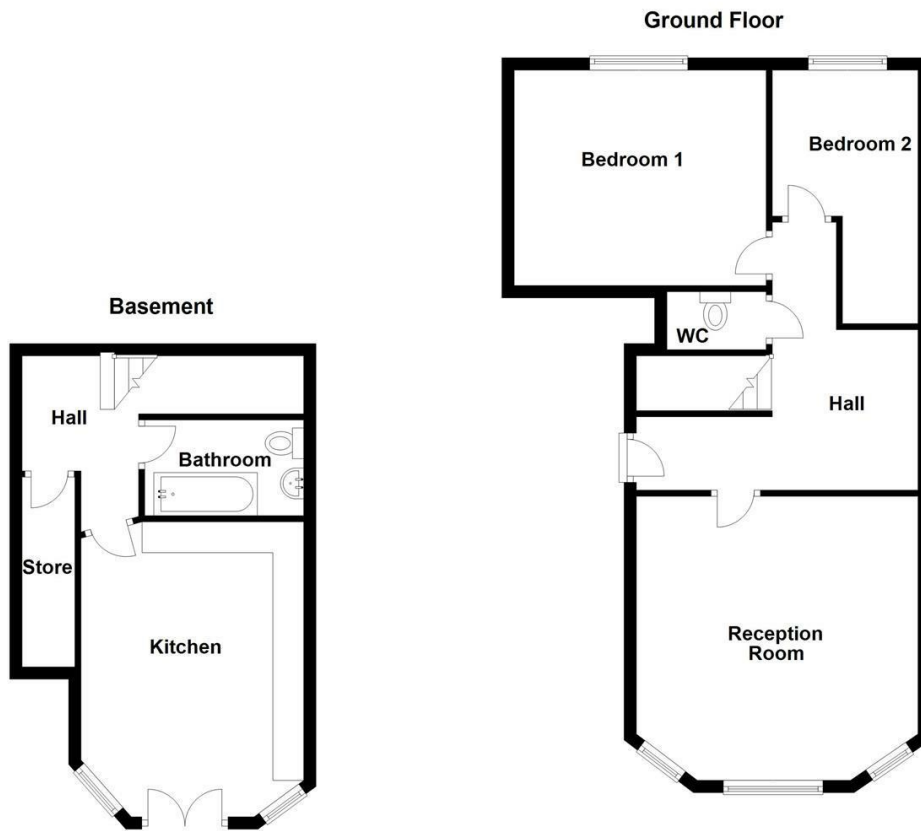 Ground Floor
Bedroom 1
Bedroom 2
WC
Hall
Reception
Room
Basement
Hall
Bathroom
Store
Kitchen